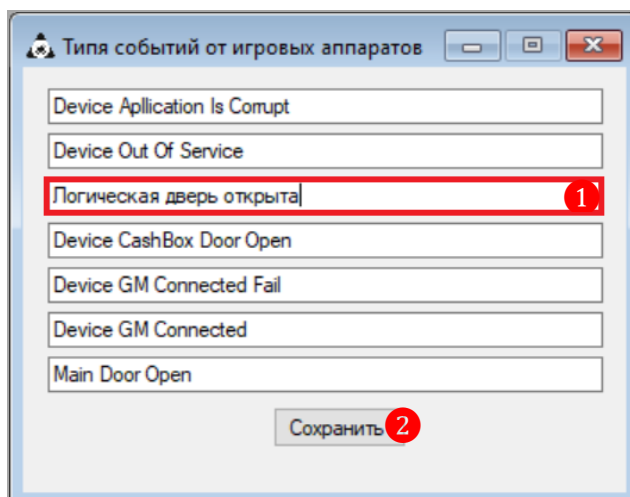 Типя событий от игровых аппаратов
Device Apllication Is Corrupt
Device Out Of Service
Логическая дверь открыта 1
Device CashBox Door Open
Device GM Connected Fail
Device GM Connected
Main Door Open
Сохранить 2